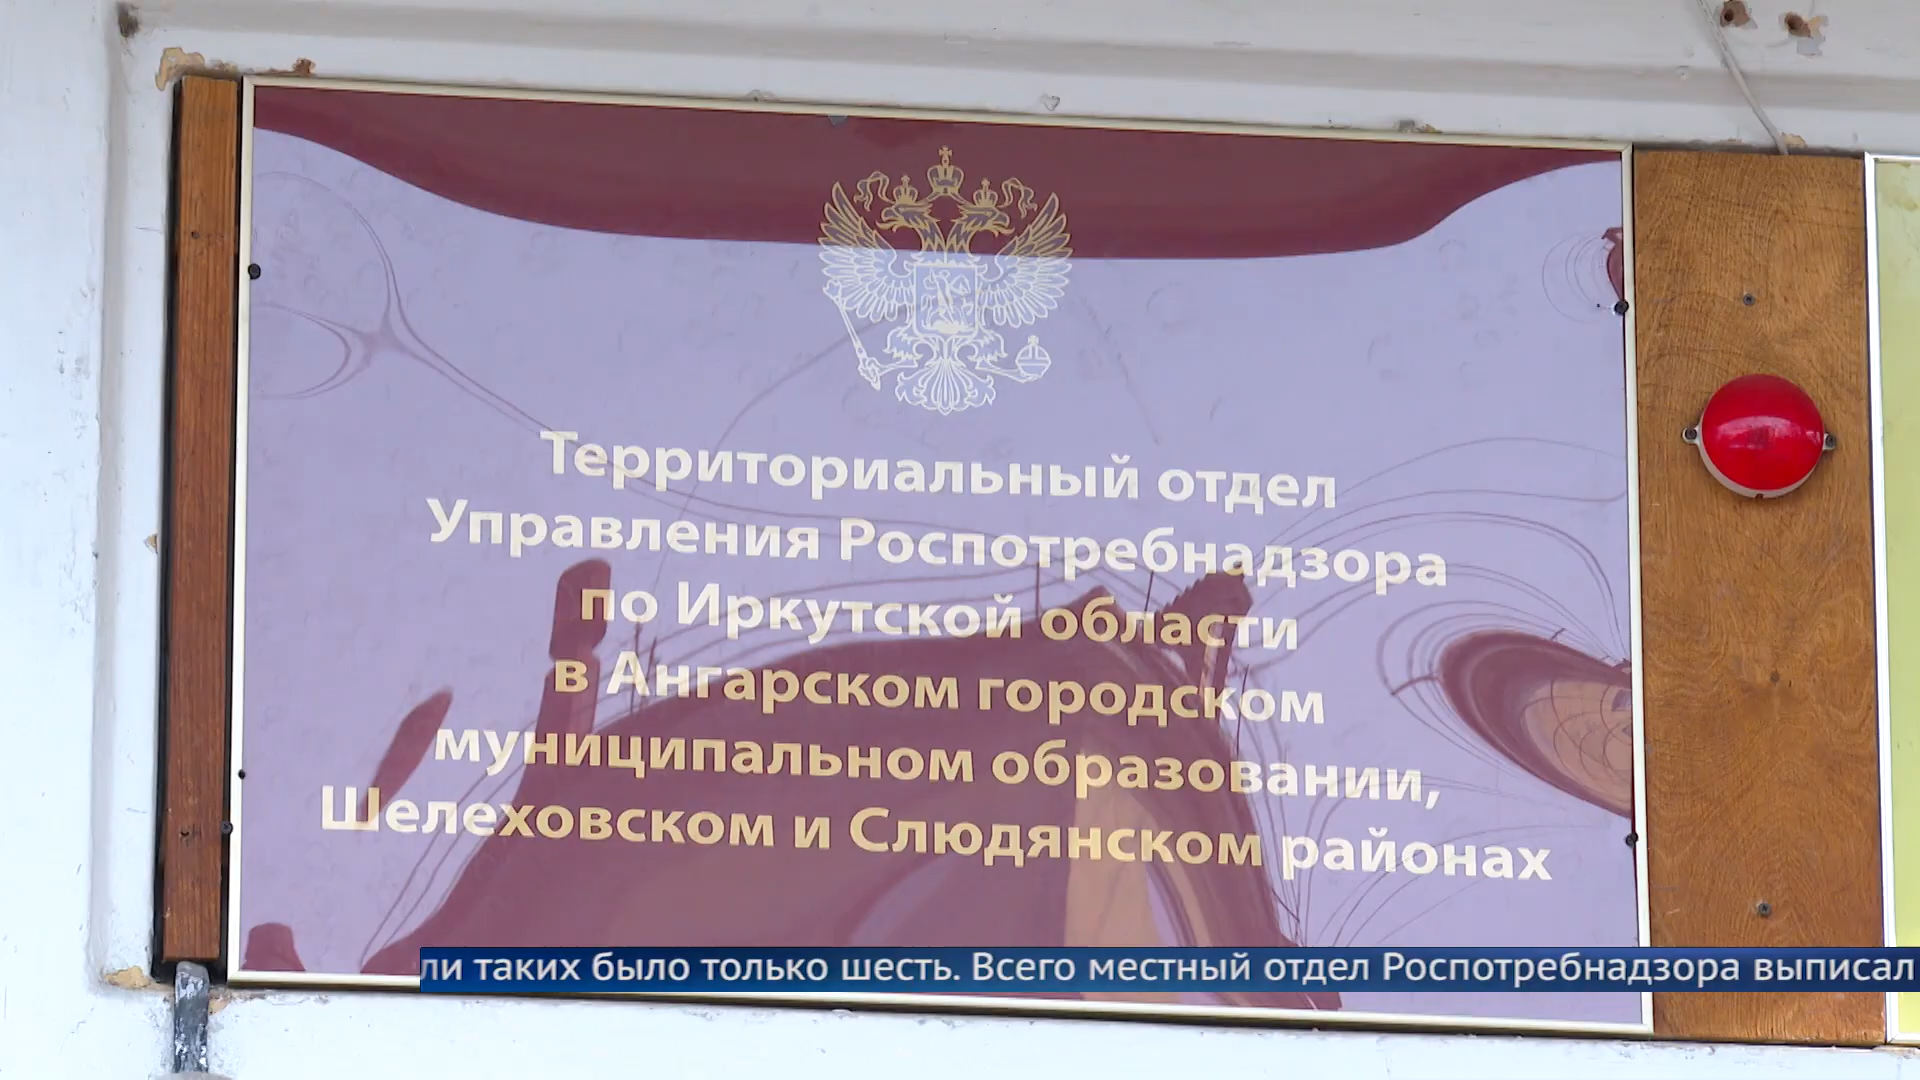 Территориальный отдел
Управления Роспотребнадзора
по Иркутской области
в Ангарском городском
муниципальном образовании,
Шелеховском и Слюдянском районах
ли таких было только шесть. Всего местный отдел Роспотребнадзора выписал